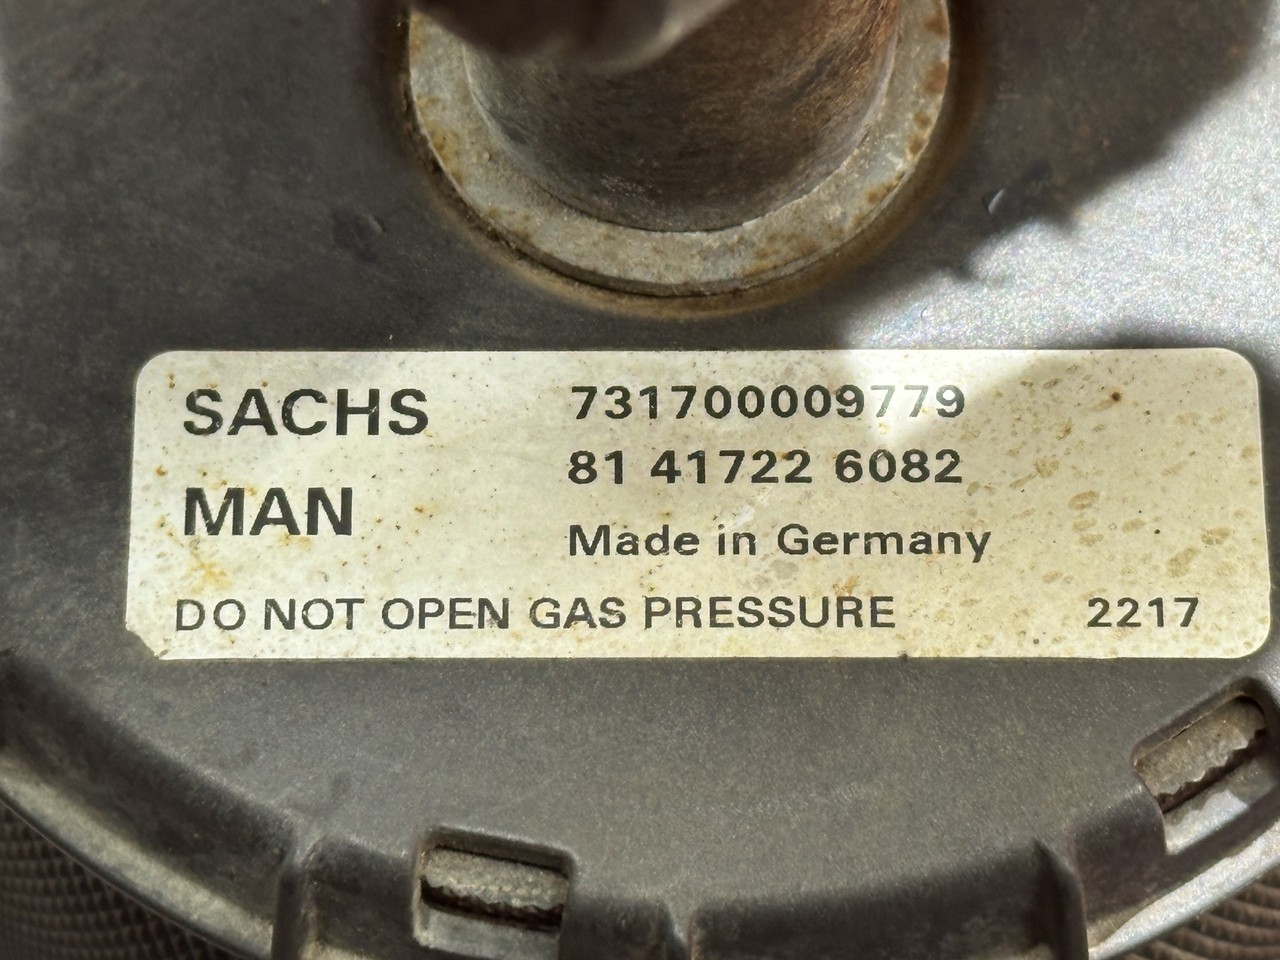 SACHS 731700009779
81 41722 6082
MAN
Made in Germany
DO NOT OPEN GAS PRESSURE 2217